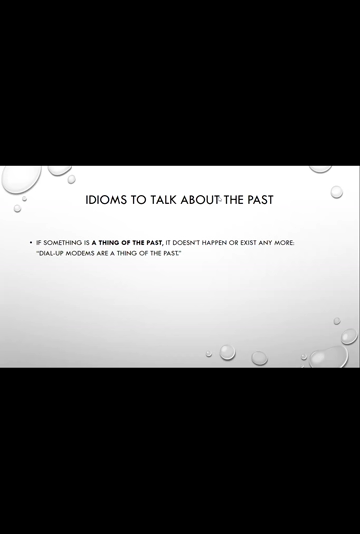 IDIOMS TO TALK ABOUT THE PAST
• IF SOMETHING IS A THING OF THE PAST, IT DOESN'T HAPPEN OR EXIST ANY MORE:
"DIAL-UP MODEMS ARE A THING OF THE PAST."